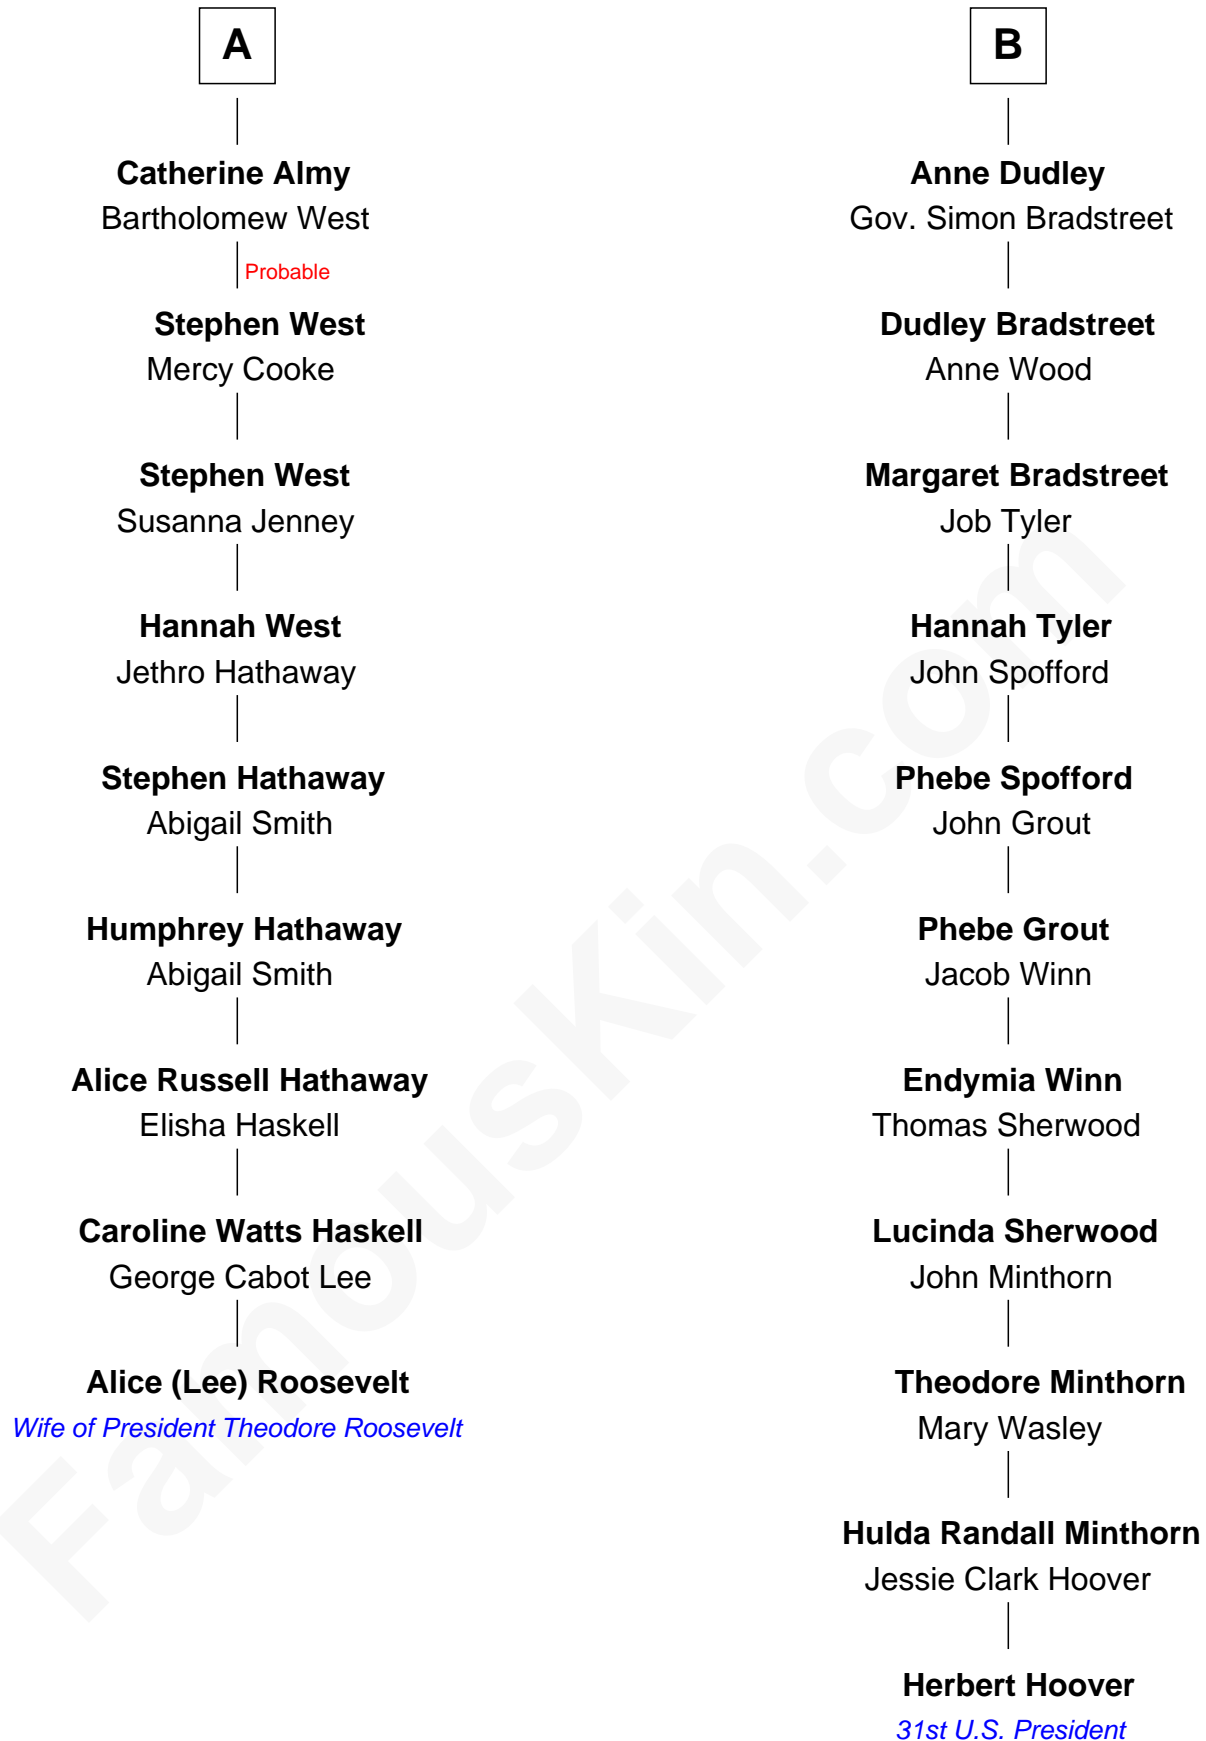 A
Catherine Almy
Bartholomew West
Probable
Stephen West
Mercy Cooke
Stephen West
Susanna Jenney
Hannah West
Jethro Hathaway
Stephen Hathaway
Abigail Smith
Humphrey Hathaway
Abigail Smith
Alice Russell Hathaway
Elisha Haskell
Caroline Watts Haskell
George Cabot Lee
Alice (Lee) Roosevelt
Wife of President Theodore Roosevelt
B
Anne Dudley
Gov. Simon Bradstreet
Dudley Bradstreet
Anne Wood
Margaret Bradstreet
Job Tyler
Hannah Tyler
John Spofford
Phebe Spofford
John Grout
Phebe Grout
Jacob Winn
Endymia Winn
Thomas Sherwood
Lucinda Sherwood
John Minthorn
Theodore Minthorn
Mary Wasley
Hulda Randall Minthorn
Jessie Clark Hoover
Herbert Hoover
31st U.S. President
FamousKin.com